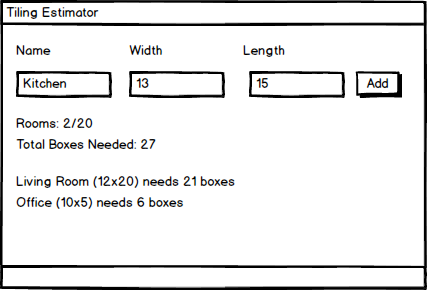 Tiling Estimator
Name Width Length
Kitchen 13 15 Add
Rooms: 2/20
Total Boxes Needed: 27
Living Room (12x20) needs 21 boxes
Office (10x5) needs 6 boxes